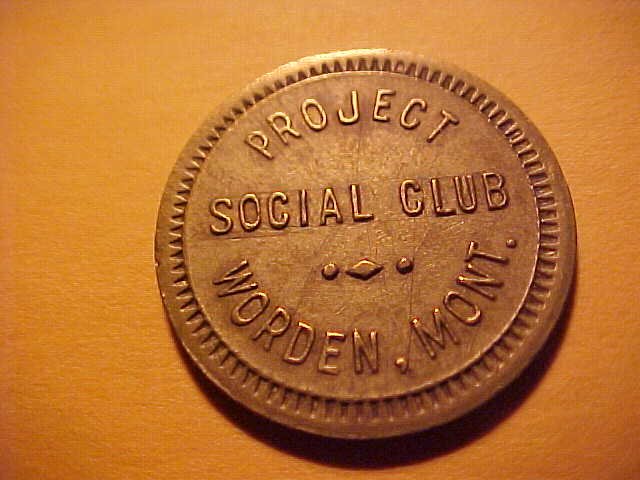 PROJECT
SOCIAL CLUB
WORDEN, MONT.